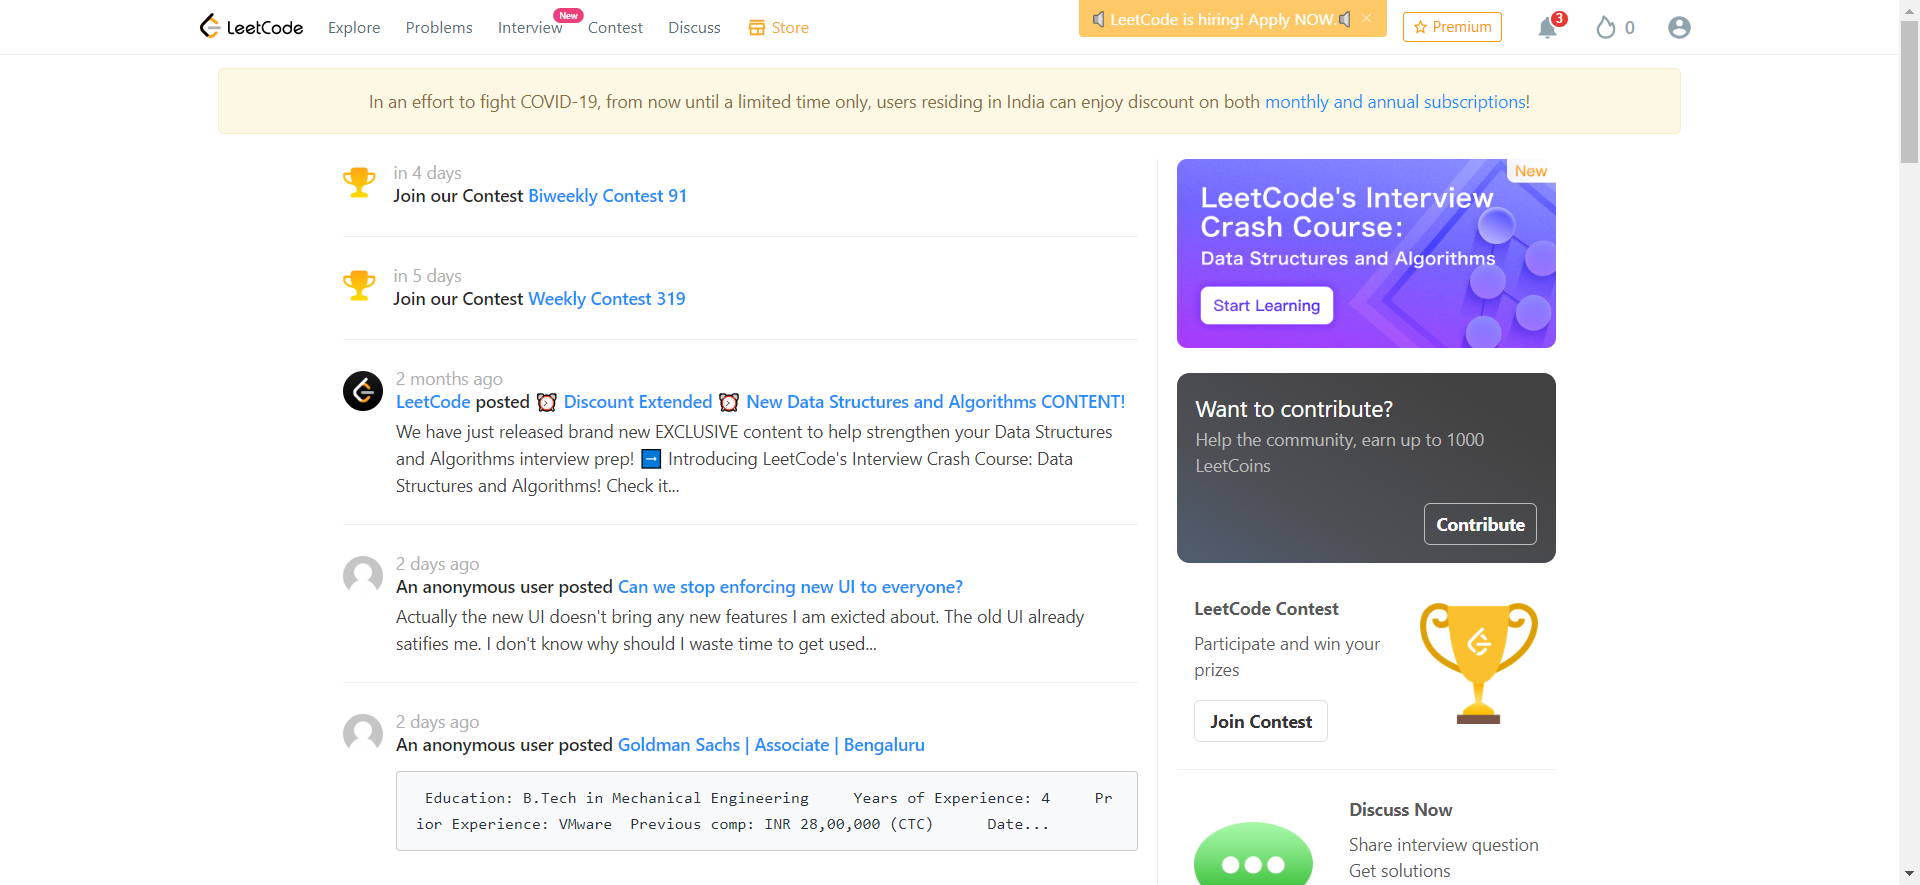 LeetCode
Explore
Problems
Interview
New
Contest
Discuss
Store
LeetCode is hiring! Apply NOW.
Premium
3
0
In an effort to fight COVID-19, from now until a limited time only, users residing in India can enjoy discount on both monthly and annual subscriptions!
in 4 days
Join our Contest Biweekly Contest 91
in 5 days
Join our Contest Weekly Contest 319
2 months ago
LeetCode posted ⏰ Discount Extended ⏰ New Data Structures and Algorithms CONTENT!
We have just released brand new EXCLUSIVE content to help strengthen your Data Structures
and Algorithms interview prep! ➡️ Introducing LeetCode's Interview Crash Course: Data
Structures and Algorithms! Check it...
2 days ago
An anonymous user posted Can we stop enforcing new UI to everyone?
Actually the new UI doesn't bring any new features I am exicted about. The old UI already
satifies me. I don't know why should I waste time to get used...
2 days ago
An anonymous user posted Goldman Sachs | Associate | Bengaluru
Education: B.Tech in Mechanical Engineering     Years of Experience: 4     Pr
ior Experience: VMware  Previous comp: INR 28,00,000 (CTC)      Date...
New
LeetCode's Interview
Crash Course:
Data Structures and Algorithms
Start Learning
Want to contribute?
Help the community, earn up to 1000
LeetCoins
Contribute
LeetCode Contest
Participate and win your
prizes
Join Contest
Discuss Now
Share interview question
Get solutions